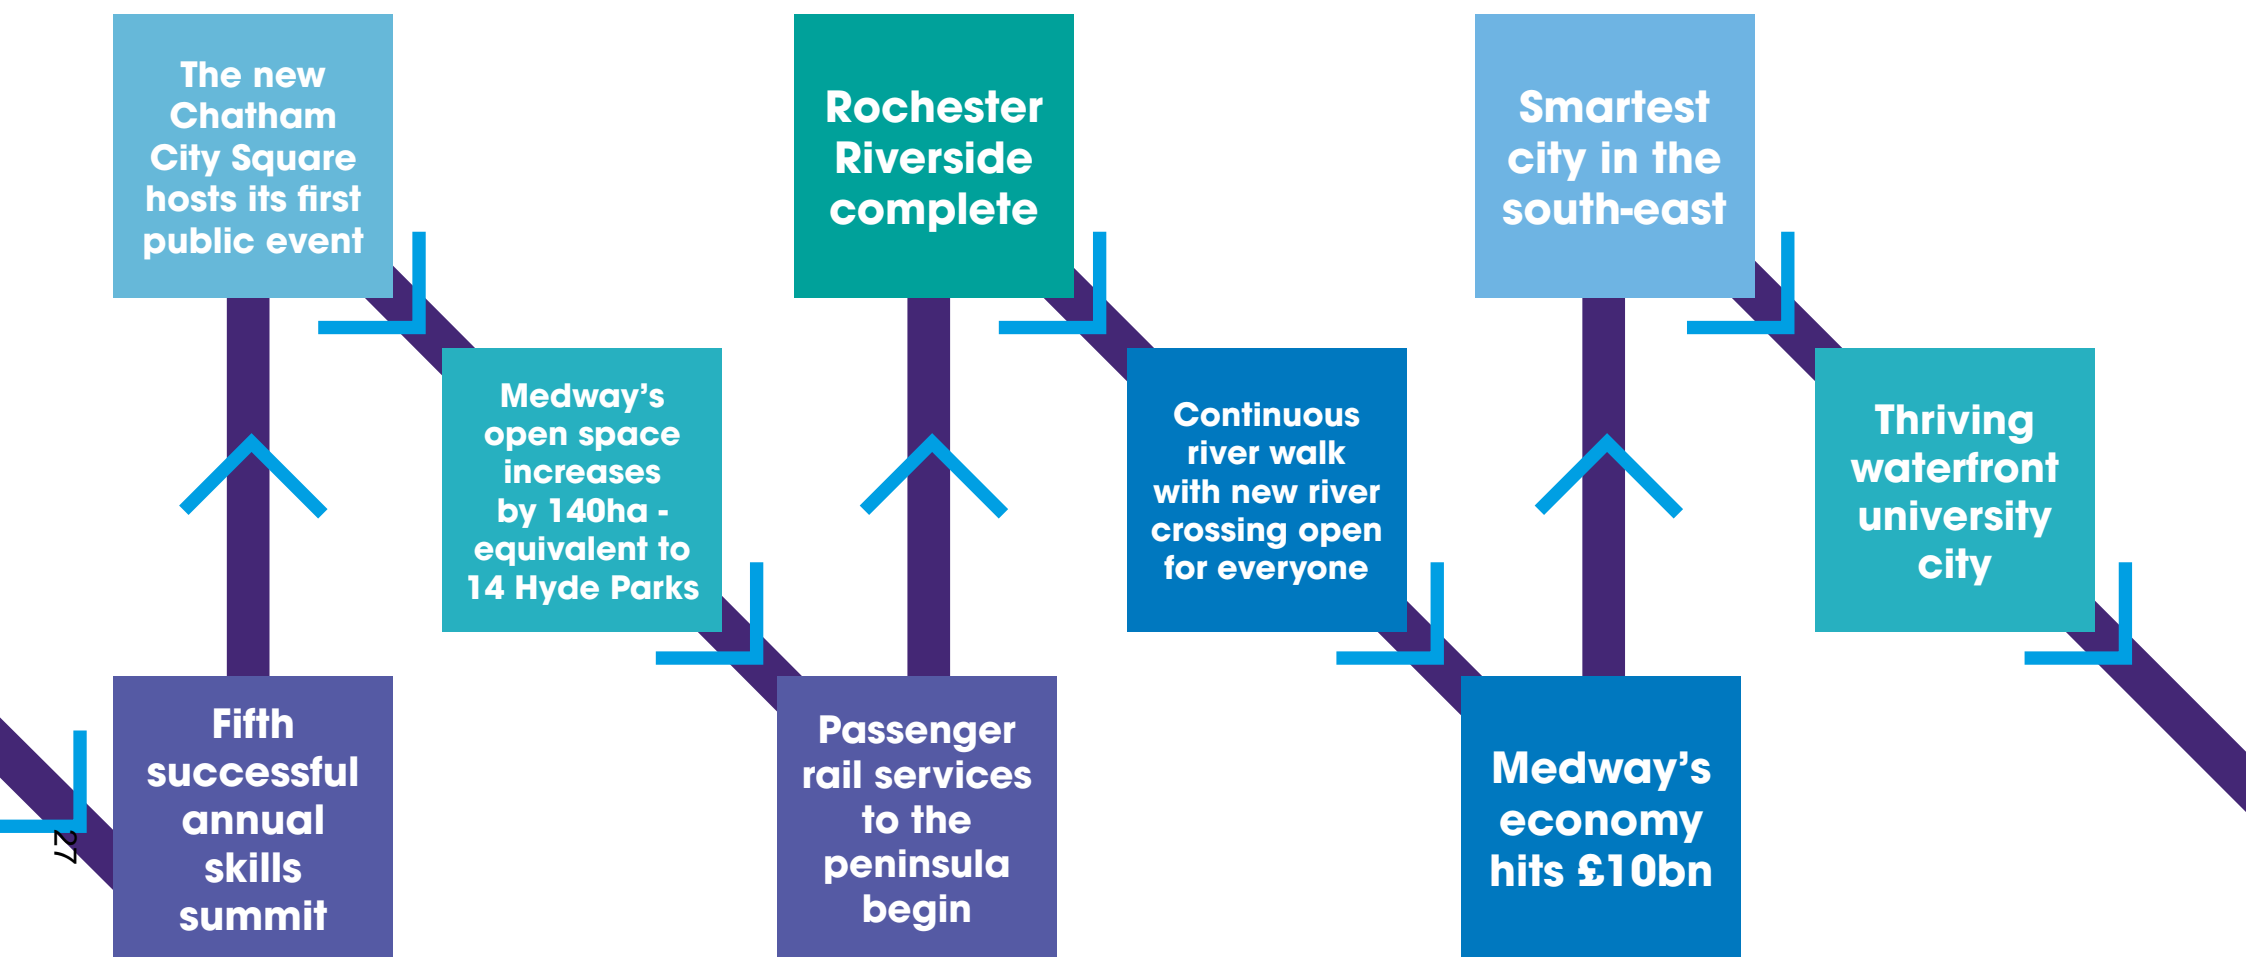 The new
Chatham
City Square
hosts its first
public event
Rochester
Riverside
complete
Smartest
city in the
south-east
Medway's
open space
increases
by 140ha -
equivalent to
14 Hyde Parks
Continuous
river walk
with new river
crossing open
for everyone
Thriving
waterfront
university
city
Fifth
successful
annual
skills
summit
Passenger
rail services
to the
peninsula
begin
Medway's
economy
hits £10bn
27